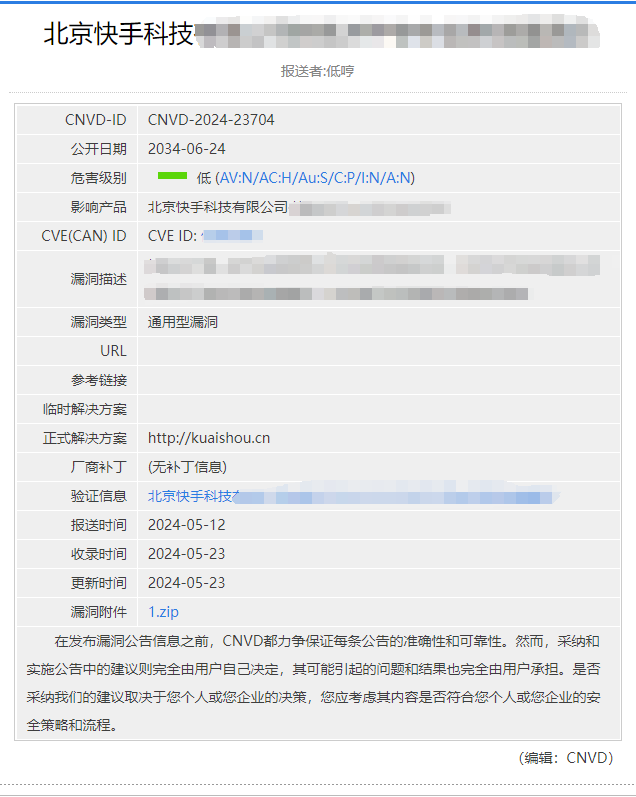 北京快手科技
报送者:低哼
CNVD-ID CNVD-2024-23704
公开日期 2034-06-24
危害级别 低 (AV:N/AC:H/Au:S/C:P/I:N/A:N)
影响产品 北京快手科技有限公司
CVE(CAN) ID CVE ID:
漏洞描述
漏洞类型 通用型漏洞
URL
参考链接
临时解决方案
正式解决方案 http://kuaishou.cn
厂商补丁 (无补丁信息)
验证信息 北京快手科技
报送时间 2024-05-12
收录时间 2024-05-23
更新时间 2024-05-23
漏洞附件 1.zip
在发布漏洞公告信息之前，CNVD都力争保证每条公告的准确性和可靠性。然而，采纳和
实施公告中的建议则完全由用户自己决定，其可能引起的问题和结果也完全由用户承担。是否
采纳我们的建议取决于您个人或您企业的决策，您应考虑其内容是否符合您个人或您企业的安
全策略和流程。
(编辑：CNVD)